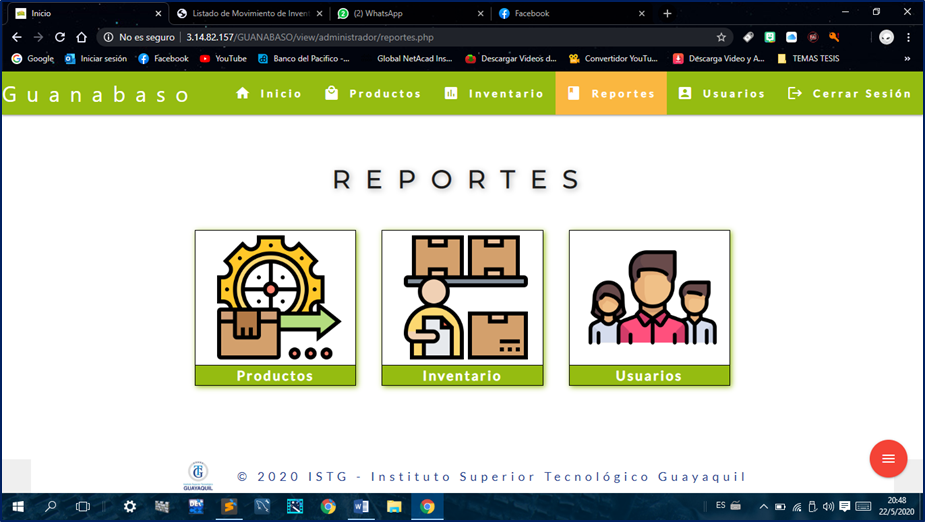 Inicio
Listado de Movimiento de Inven
(2) WhatsApp
Facebook
No es seguro | 3.14.82.157/GUANABASO/view/administrador/reportes.php
Google
Iniciar sesión
Facebook
YouTube
Banco del Pacífico -...
Global NetAcad Ins...
Descargar Videos d...
Convertidor YouTu...
Descarga Video y A...
TEMAS TESIS
»
Guanabaso
Inicio
Productos
Inventario
Reportes
Usuarios
Cerrar Sesión
REPORTES
Productos
Inventario
Usuarios
GUAYAQUIL
© 2020 ISTG - Instituto Superior Tecnológico Guayaquil
ES
20:48
22/5/2020